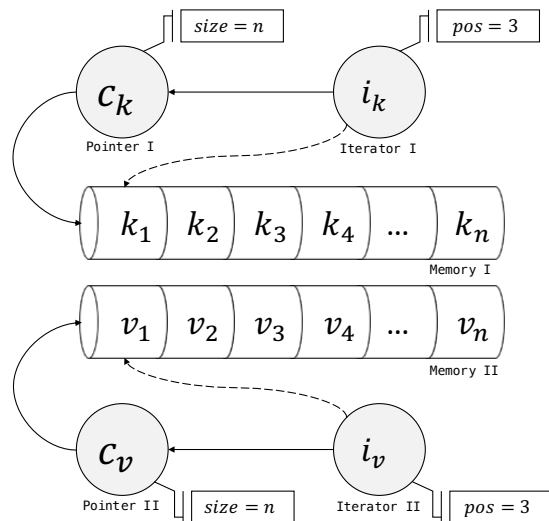 size = n
pos = 3
c_k
i_k
Pointer I
Iterator I
k_1 k_2 k_3 k_4 ... k_n
Memory I
v_1 v_2 v_3 v_4 ... v_n
Memory II
c_v
i_v
Pointer II
Iterator II
size = n
pos = 3